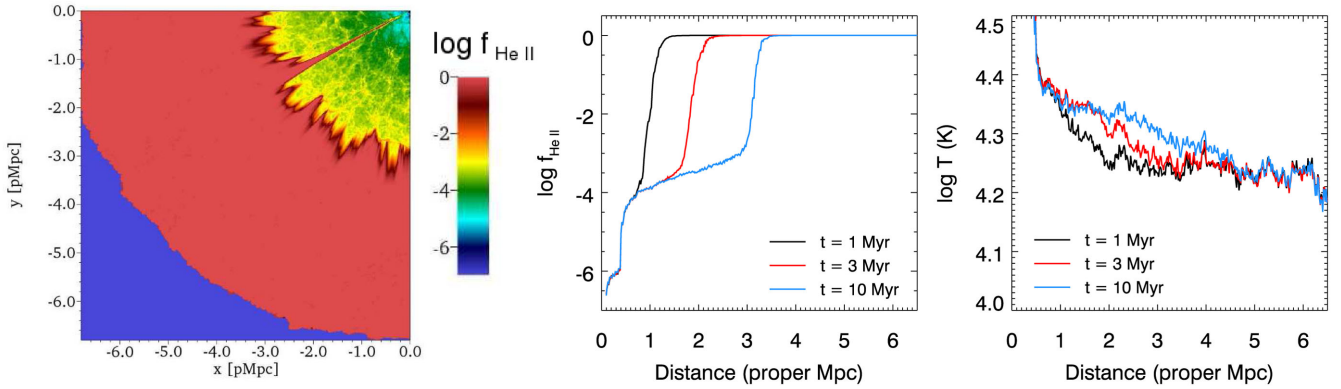 0.0
-1.0
-2.0
-3.0
-4.0
-5.0
-6.0
y [pMpc]
-6.0 -5.0 -4.0 -3.0 -2.0 -1.0 0.0
x [pMpc]
log f He II
0
-2
-4
-6
0
-2
-4
-6
log f He II
t = 1 Myr
t = 3 Myr
t = 10 Myr
0 1 2 3 4 5 6
Distance (proper Mpc)
4.5
4.4
4.3
4.2
4.1
4.0
log T (K)
t = 1 Myr
t = 3 Myr
t = 10 Myr
0 1 2 3 4 5 6
Distance (proper Mpc)